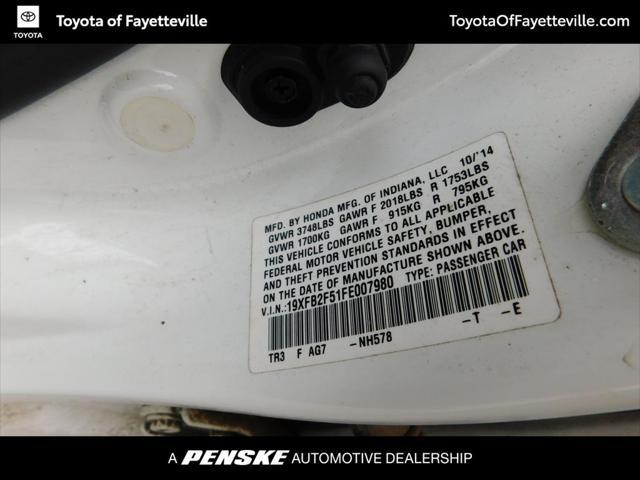 TOYOTA
Toyota of Fayetteville
ToyotaOfFayetteville.com
MFD. BY HONDA MFG. OF INDIANA, LLC 10/'14
GVWR 3748LBS GAWR F 2018LBS R 1753LBS
GVWR 1700KG GAWR F 915KG R 795KG
THIS VEHICLE CONFORMS TO ALL APPLICABLE
FEDERAL MOTOR VEHICLE SAFETY, BUMPER,
AND THEFT PREVENTION STANDARDS IN EFFECT
ON THE DATE OF MANUFACTURE SHOWN ABOVE.
V.I.N.:19XFB2F51FE007980 TYPE: PASSENGER CAR
TR3 F AG7 -NH578 -T -E
A PENSKE AUTOMOTIVE DEALERSHIP